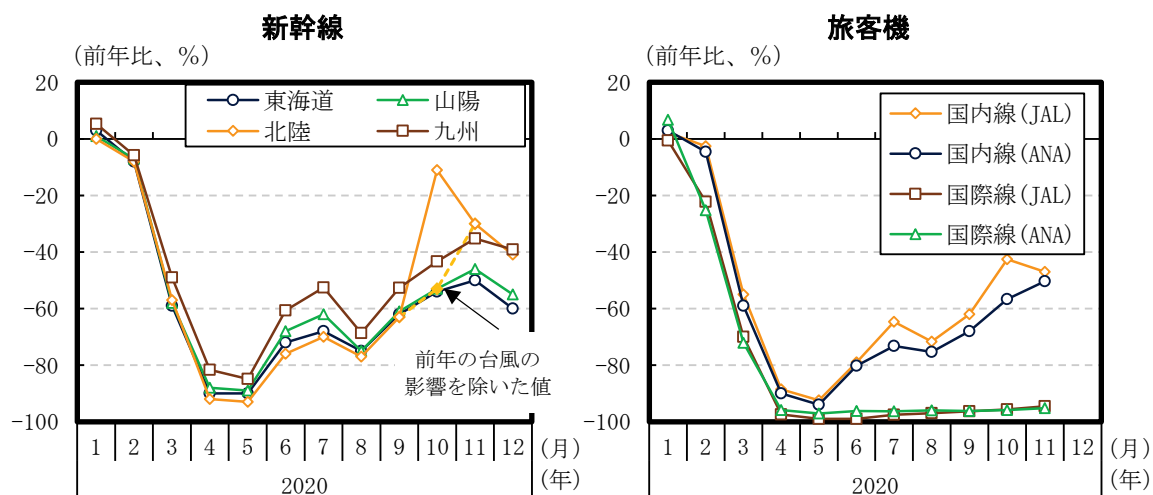 新幹線
(前年比、%)
20
0
-20
-40
-60
-80
-100
東海道
山陽
北陸
九州
前年の台風の
影響を除いた値
1 2 3 4 5 6 7 8 9 10 11 12 (月)
2020 (年)
旅客機
(前年比、%)
20
0
-20
-40
-60
-80
-100
国内線(JAL)
国内線(ANA)
国際線(JAL)
国際線(ANA)
1 2 3 4 5 6 7 8 9 10 11 12 (月)
2020 (年)